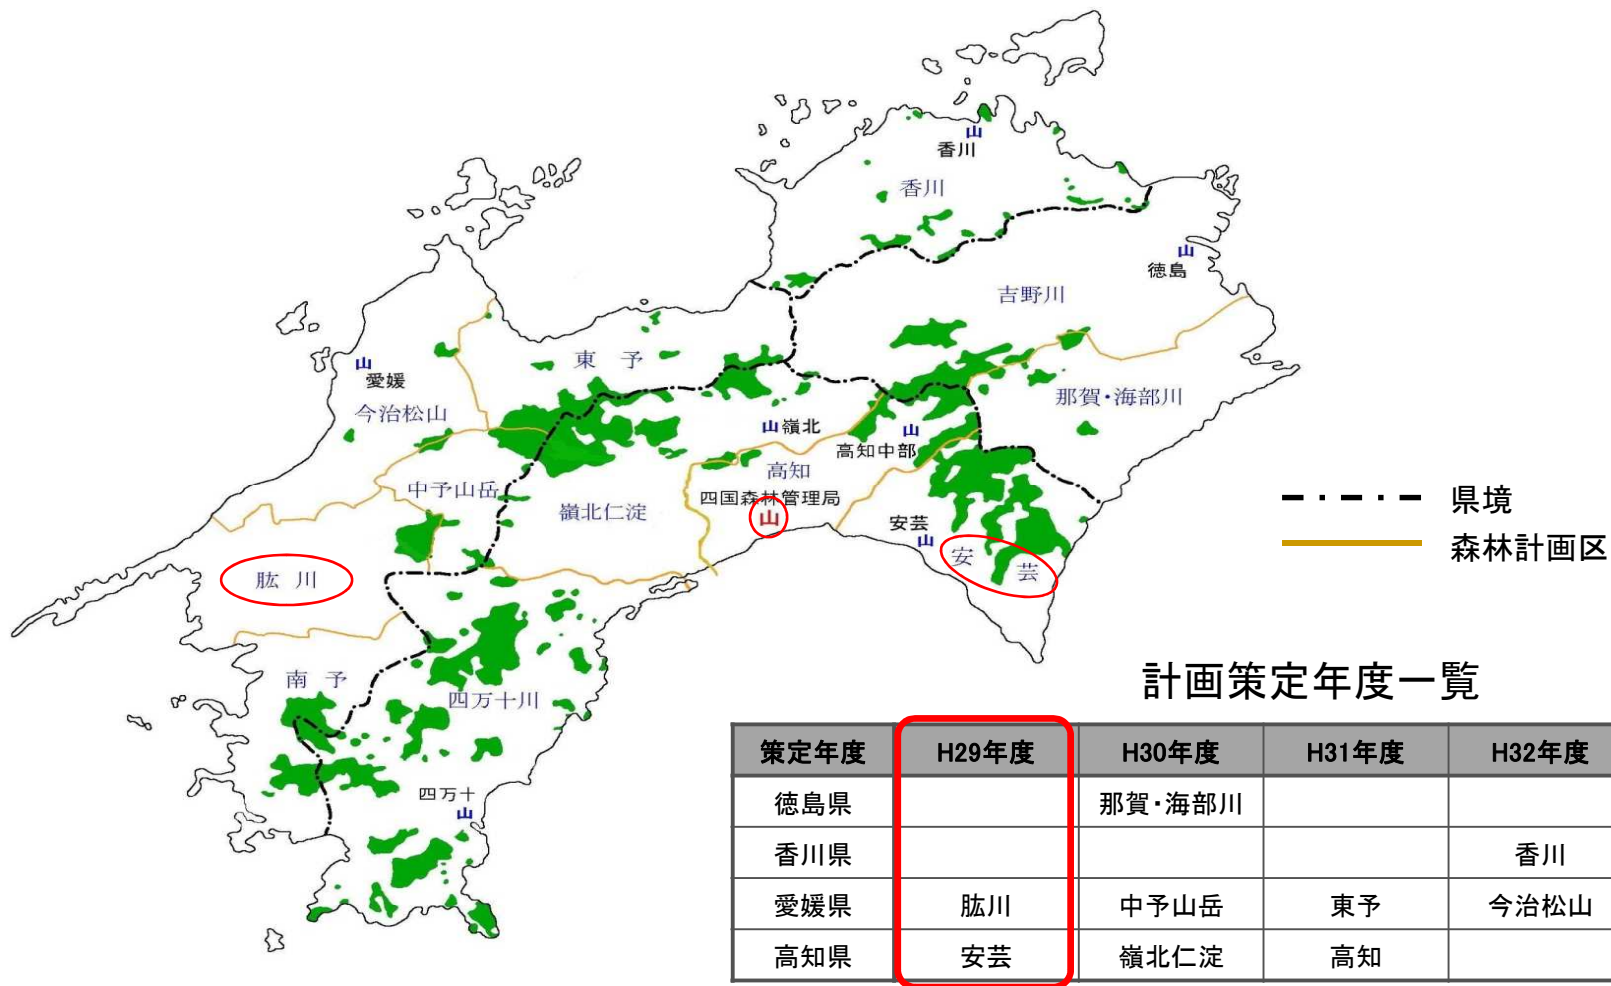 山
香川
香川
山
徳島
吉野川
東 予
山
愛媛
今治松山
那賀・海部川
山嶺北
山
高知中部
高知
中予山岳
四国森林管理局
山
嶺北仁淀
安芸
山
安 芸
肱 川
県境
森林計画区
南 予
四万十川
四万十
山
計画策定年度一覧
策定年度 H29年度 H30年度 H31年度 H32年度
徳島県 那賀・海部川
香川県 香川
愛媛県 肱川 中予山岳 東予 今治松山
高知県 安芸 嶺北仁淀 高知